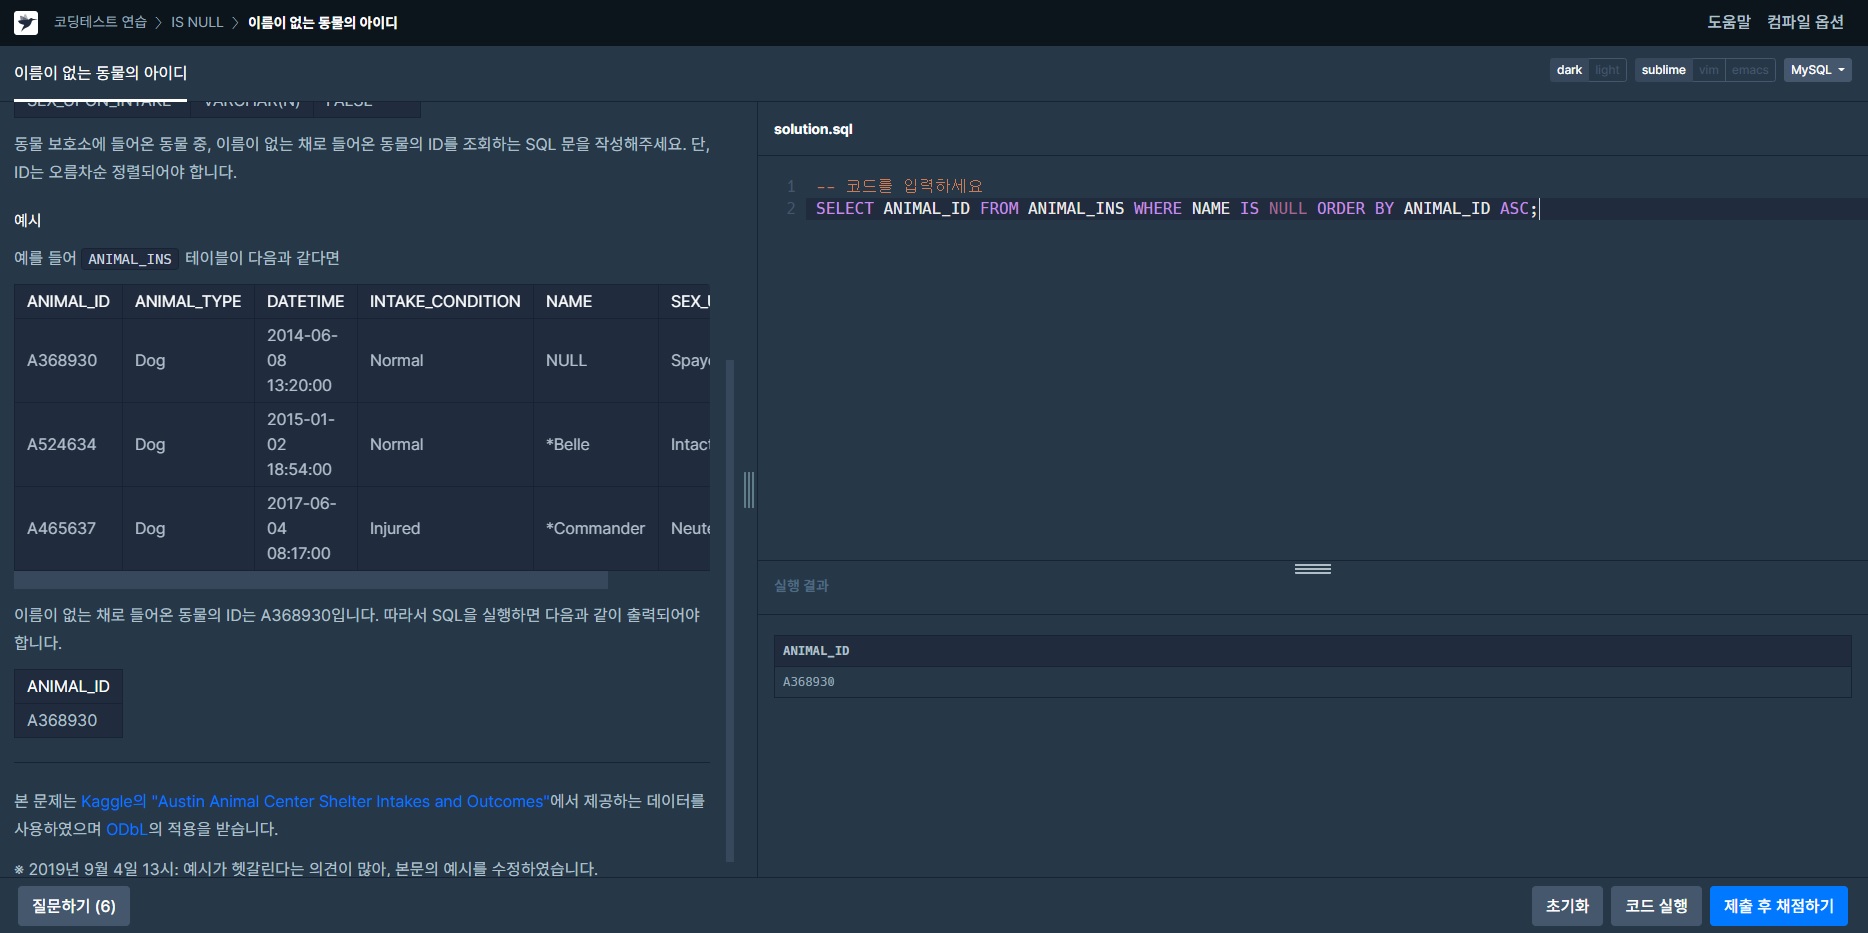 코딩테스트 연습 > IS NULL > 이름이 없는 동물의 아이디
도움말 컴파일 옵션
이름이 없는 동물의 아이디
dark light sublime vim emacs MySQL
SEX_UPON_INTAKE VARCHAR(N) FALSE
동물 보호소에 들어온 동물 중, 이름이 없는 채로 들어온 동물의 ID를 조회하는 SQL 문을 작성해주세요. 단,
ID는 오름차순 정렬되어야 합니다.
예시
예를 들어 ANIMAL_INS 테이블이 다음과 같다면
ANIMAL_ID ANIMAL_TYPE DATETIME INTAKE_CONDITION NAME SEX_U
A368930 Dog 2014-06-08 13:20:00 Normal NULL Spaye
A524634 Dog 2015-01-02 18:54:00 Normal *Belle Intact
A465637 Dog 2017-06-04 08:17:00 Injured *Commander Neute
이름이 없는 채로 들어온 동물의 ID는 A368930입니다. 따라서 SQL을 실행하면 다음과 같이 출력되어야
합니다.
ANIMAL_ID
A368930
본 문제는 Kaggle의 "Austin Animal Center Shelter Intakes and Outcomes"에서 제공하는 데이터를
사용하였으며 ODbL의 적용을 받습니다.
※ 2019년 9월 4일 13시: 예시가 헷갈린다는 의견이 많아, 본문의 예시를 수정하였습니다.
solution.sql
1 -- 코드를 입력하세요
2 SELECT ANIMAL_ID FROM ANIMAL_INS WHERE NAME IS NULL ORDER BY ANIMAL_ID ASC;
실행 결과
ANIMAL_ID
A368930
질문하기 (6)
초기화 코드 실행 제출 후 채점하기